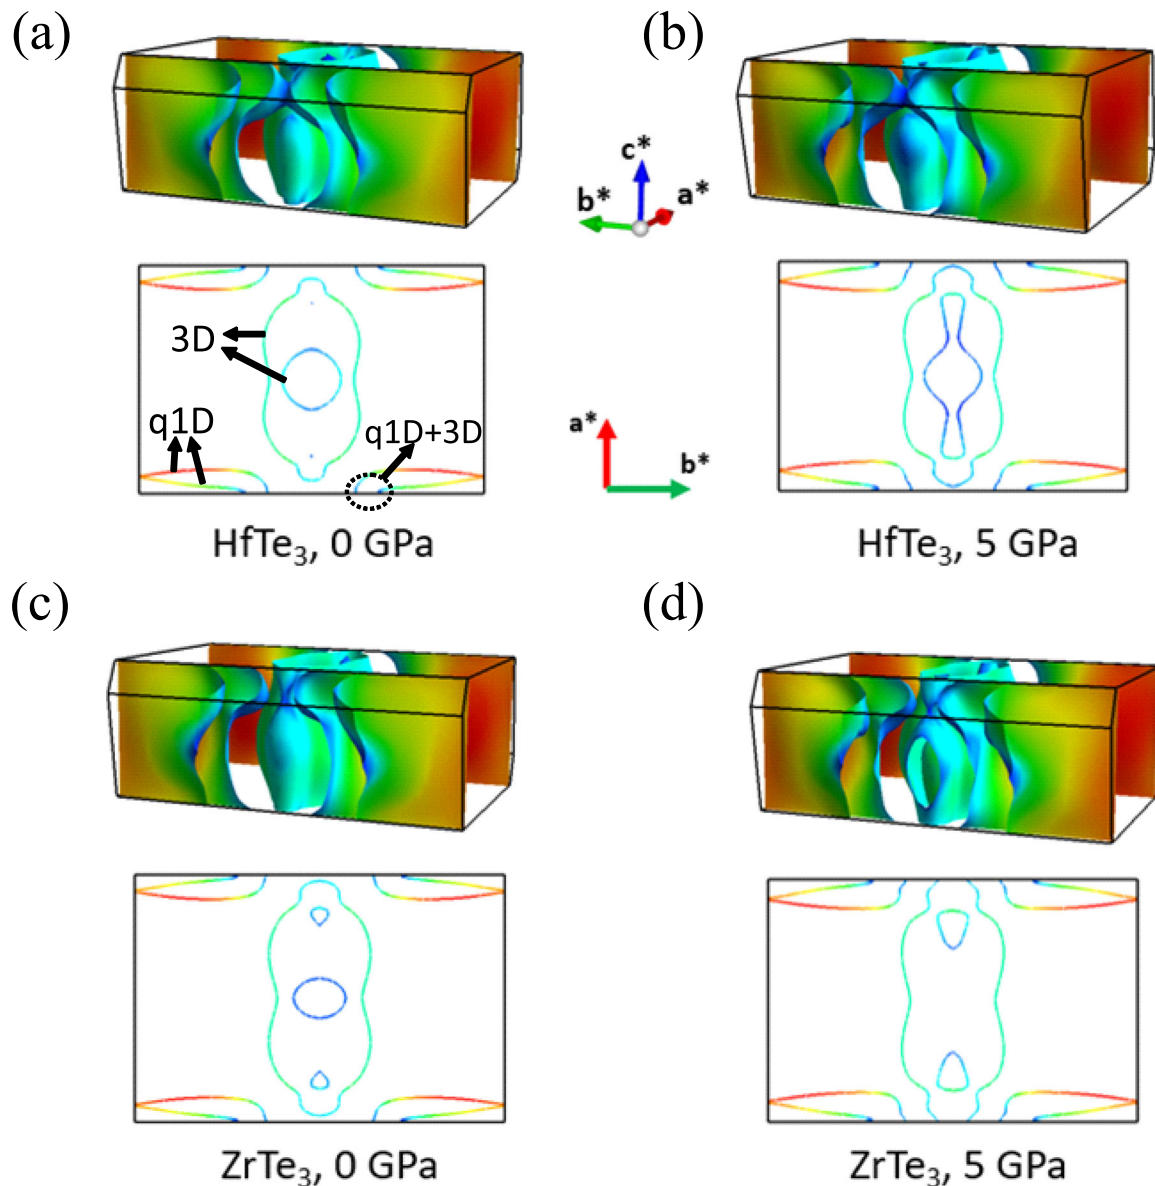 (a)
(b)
c*
b*
a*
3D
q1D
q1D+3D
a*
b*
HfTe₃, 0 GPa
HfTe₃, 5 GPa
(c)
(d)
ZrTe₃, 0 GPa
ZrTe₃, 5 GPa